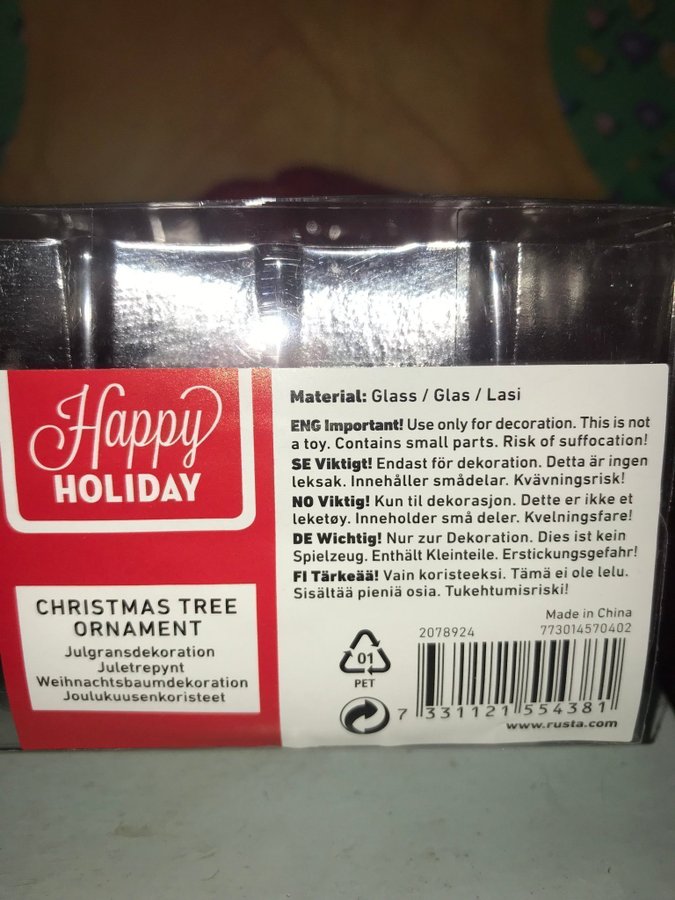 Happy
HOLIDAY
CHRISTMAS TREE
ORNAMENT
Julgransdekoration
Juletrepynt
Weihnachtsbaumdekoration
Joulukuusenkoristeet
Material: Glass / Glas / Lasi
ENG Important! Use only for decoration. This is not
a toy. Contains small parts. Risk of suffocation!
SE Viktigt! Endast för dekoration. Detta är ingen
leksak. Innehåller smådelar. Kvävningsrisk!
NO Viktig! Kun til dekorasjon. Dette er ikke et
leketøy. Inneholder små deler. Kvelningsfare!
DE Wichtig! Nur zur Dekoration. Dies ist kein
Spielzeug. Enthält Kleinteile. Erstickungsgefahr!
FI Tärkeää! Vain koristeeksi. Tämä ei ole lelu.
Sisältää pieniä osia. Tukehtumisriski!
Made in China
2078924 773014570402
01
PET
7 331121 554381
www.rusta.com